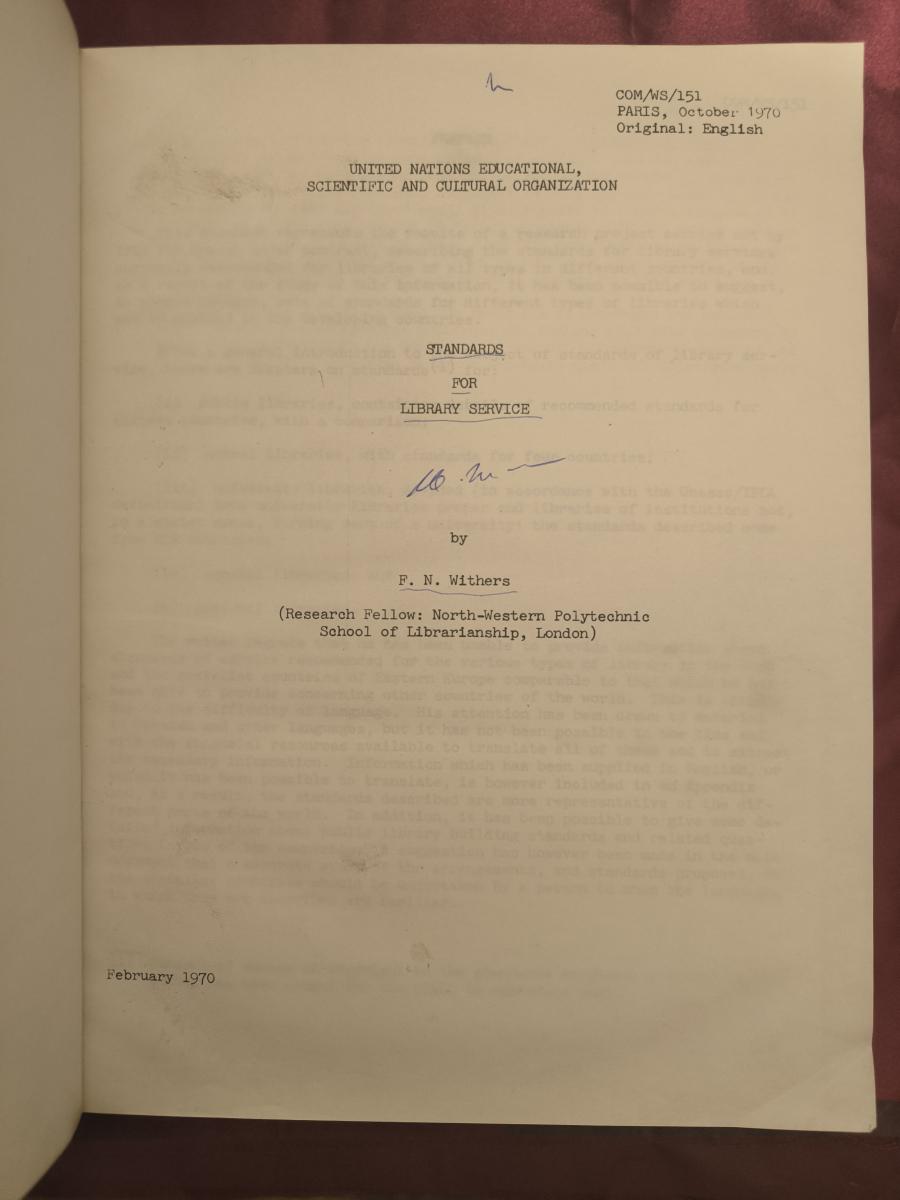 COM/WS/151
PARIS, October 1970
Original: English
UNITED NATIONS EDUCATIONAL,
SCIENTIFIC AND CULTURAL ORGANIZATION
STANDARDS
FOR
LIBRARY SERVICE
by
F. N. Withers
(Research Fellow: North-Western Polytechnic
School of Librarianship, London)
February 1970